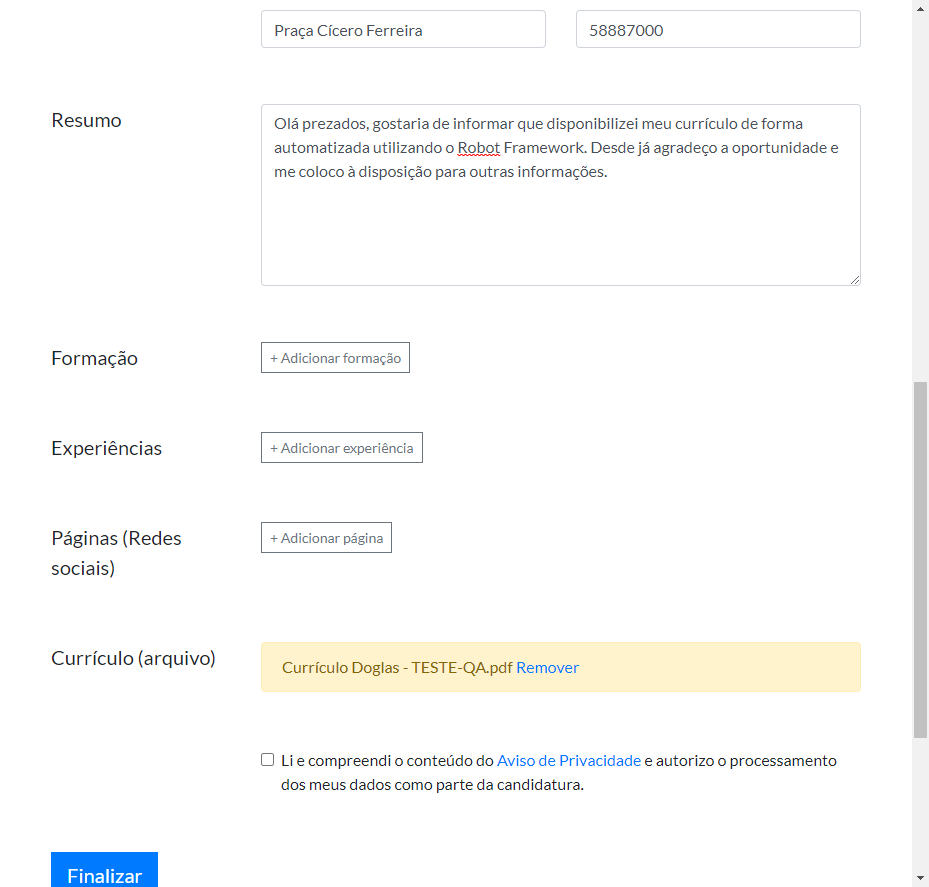 Praça Cícero Ferreira 58887000
Resumo
Olá prezados, gostaria de informar que disponibilizei meu currículo de forma
automatizada utilizando o Robot Framework. Desde já agradeço a oportunidade e
me coloco à disposição para outras informações.
Formação
+ Adicionar formação
Experiências
+ Adicionar experiência
Páginas (Redes
sociais)
+ Adicionar página
Currículo (arquivo)
Currículo Doglas - TESTE-QA.pdf Remover
Li e compreendi o conteúdo do Aviso de Privacidade e autorizo o processamento
dos meus dados como parte da candidatura.
Finalizar